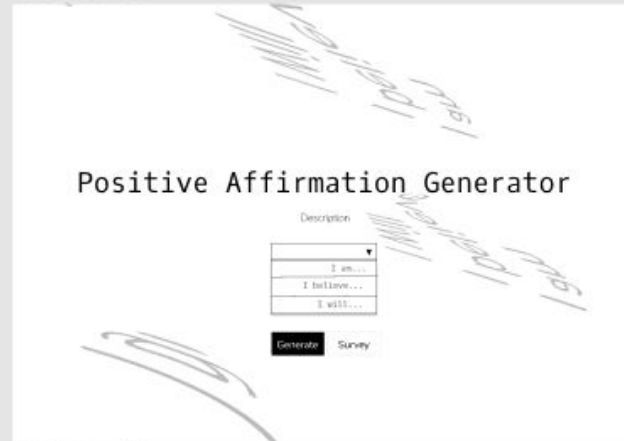 Positive Affirmation Generator
Description
I am...
I believe...
I will...
Generate
Survey